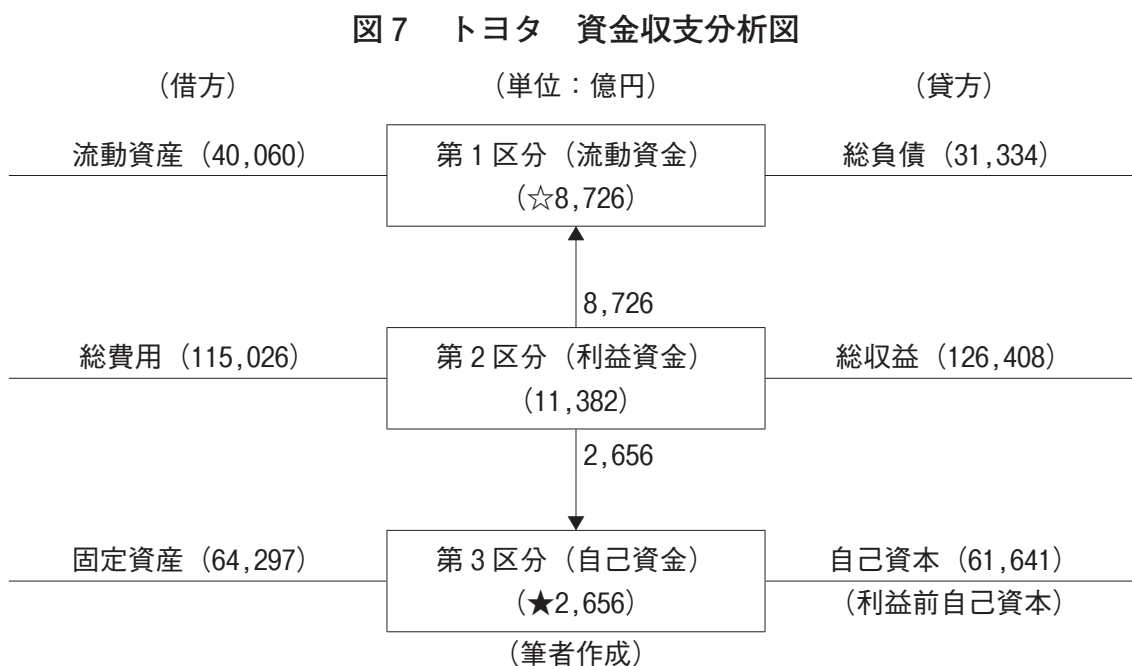 図7 トヨタ 資金収支分析図
（借方） （単位：億円） （貸方）
流動資産（40,060） 第1区分（流動資金） 総負債（31,334）
（☆8,726）
8,726
総費用（115,026） 第2区分（利益資金） 総収益（126,408）
（11,382）
2,656
固定資産（64,297） 第3区分（自己資金） 自己資本（61,641）
（★2,656） （利益前自己資本）
（筆者作成）